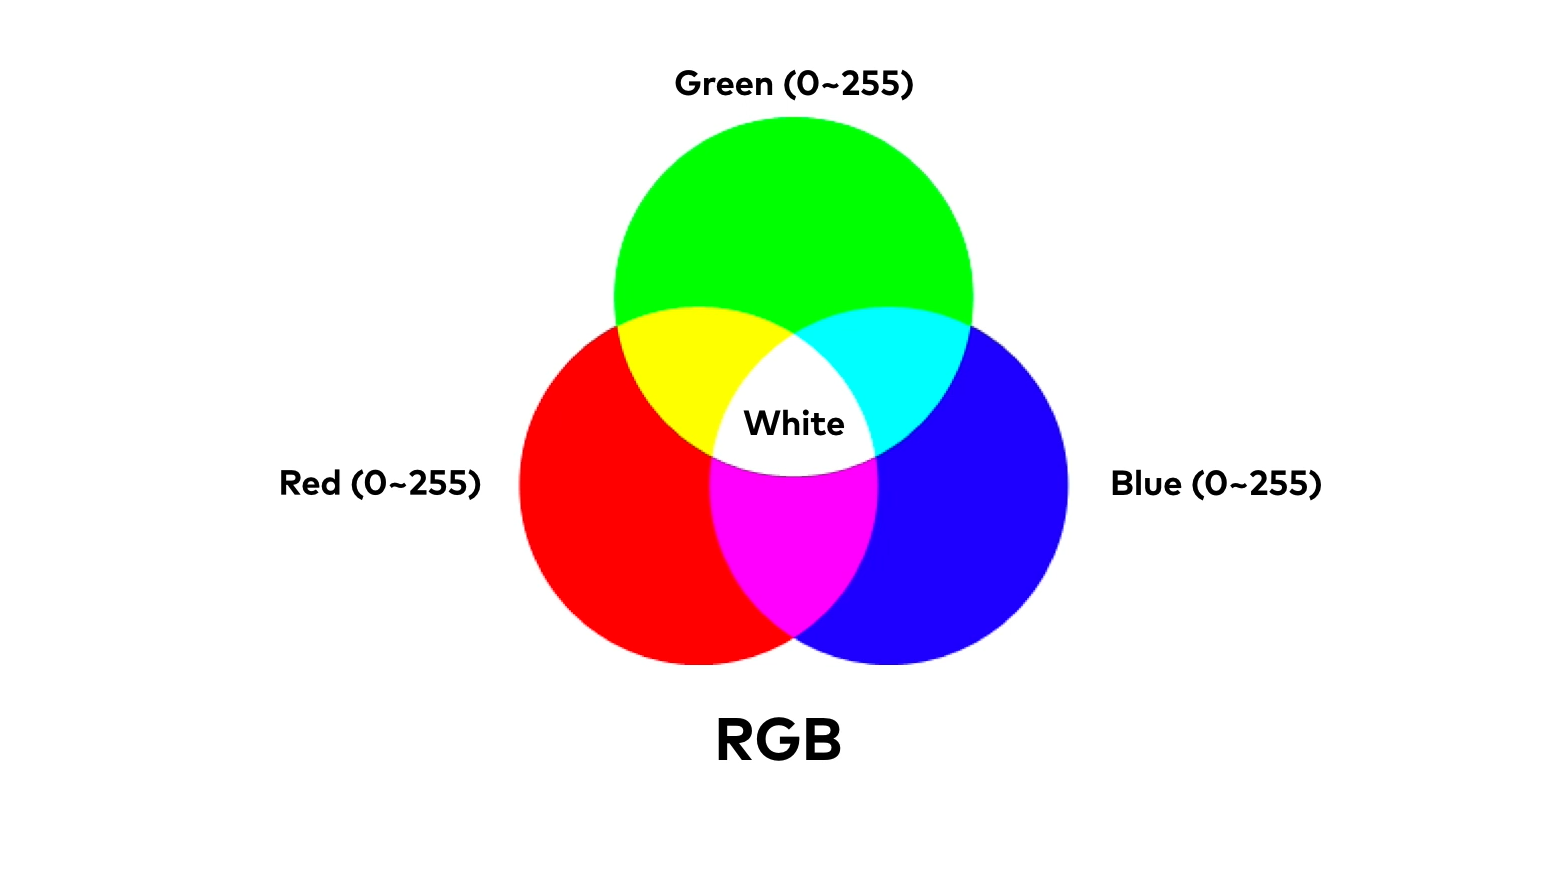 Green (0~255)
White
Red (0~255)
Blue (0~255)
RGB